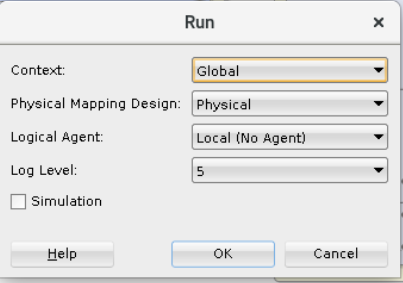 Run
Context: Global
Physical Mapping Design: Physical
Logical Agent: Local (No Agent)
Log Level: 5
Simulation
Help OK Cancel